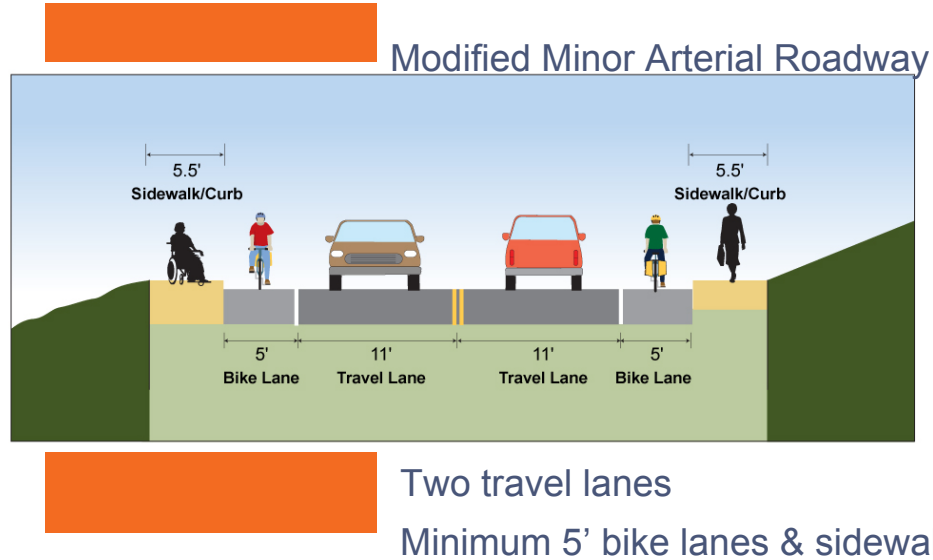 Modified Minor Arterial Roadway
5.5' 5.5'
Sidewalk/Curb Sidewalk/Curb
5' 11' 11' 5'
Bike Lane Travel Lane Travel Lane Bike Lane
Two travel lanes
Minimum 5’ bike lanes & sidewa